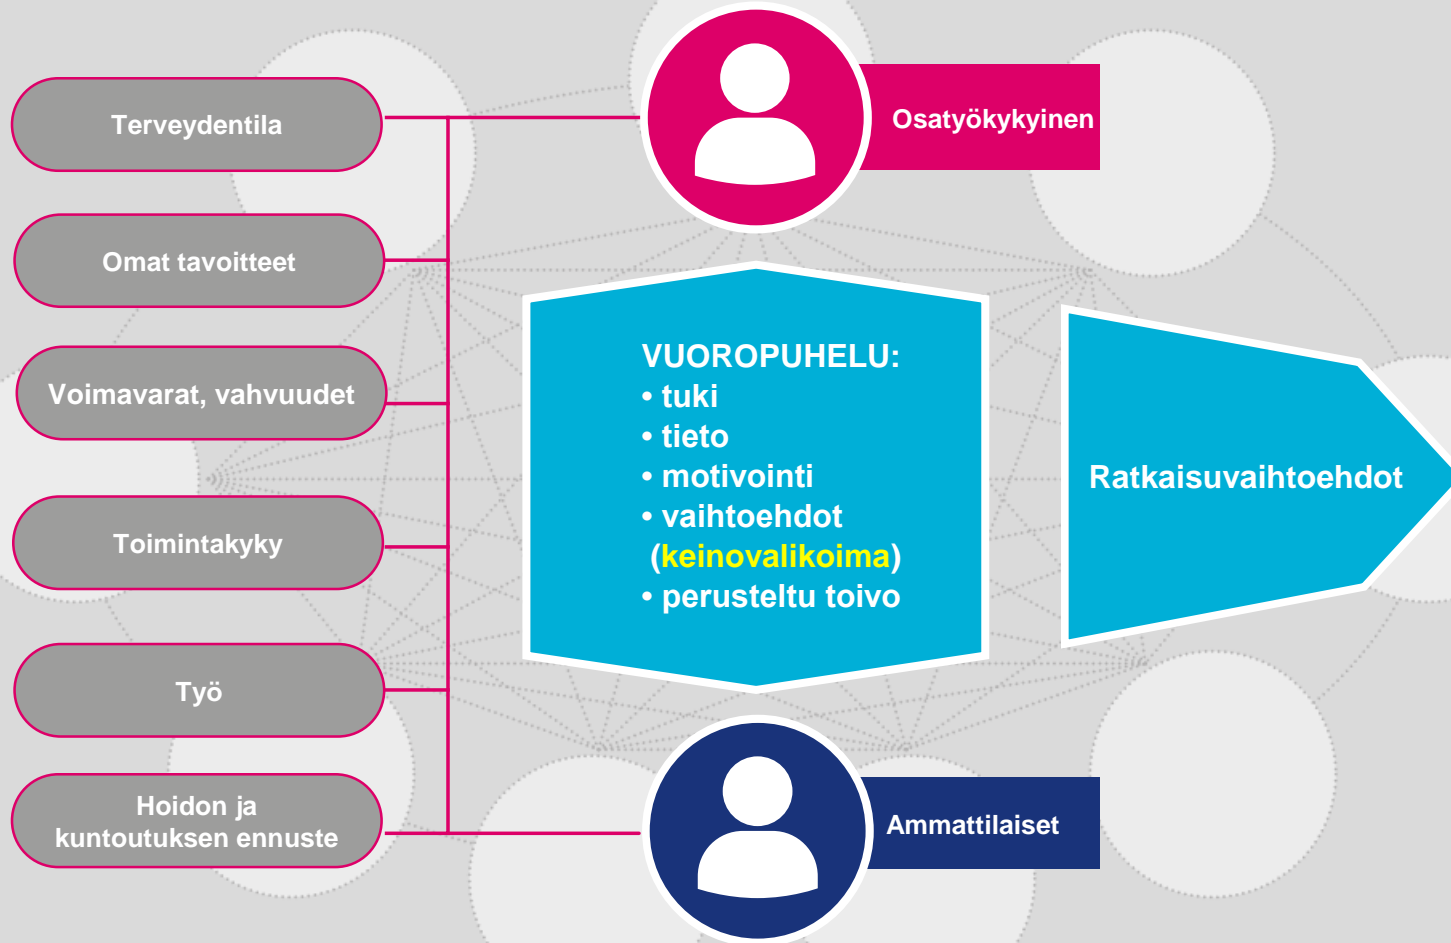 Terveydentila
Omat tavoitteet
Voimavarat, vahvuudet
Toimintakyky
Työ
Hoidon ja
kuntoutuksen ennuste
Osatyökykyinen
VUOROPUHELU:
• tuki
• tieto
• motivointi
• vaihtoehdot
(keinovalikoima)
• perusteltu toivo
Ammattilaiset
Ratkaisuvaihtoehdot